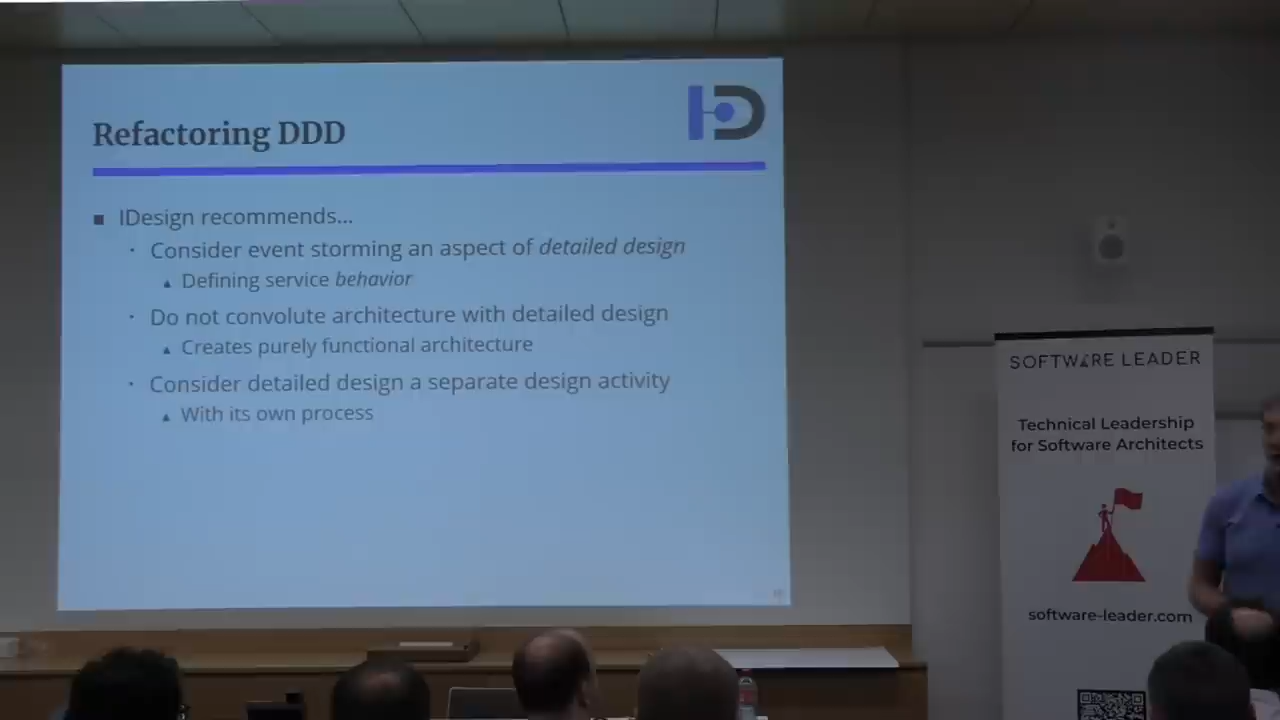 Refactoring DDD
IDesign recommends...
Consider event storming an aspect of detailed design
Defining service behavior
Do not convolute architecture with detailed design
Creates purely functional architecture
Consider detailed design a separate design activity
With its own process
SOFTWARE LEADER
Technical Leadership
for Software Architects
software-leader.com